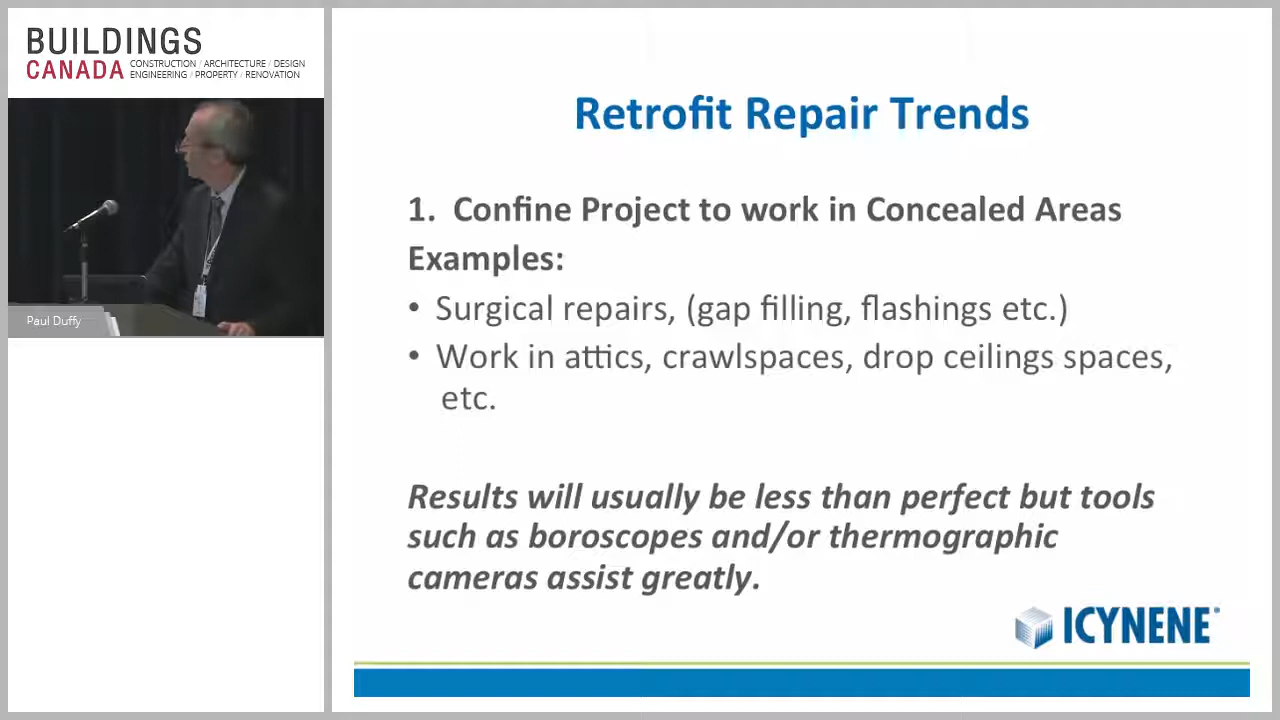 BUILDINGS
CANADA CONSTRUCTION / ARCHITECTURE / DESIGN
ENGINEERING / PROPERTY / RENOVATION
Paul Duffy
Retrofit Repair Trends
1. Confine Project to work in Concealed Areas
Examples:
• Surgical repairs, (gap filling, flashings etc.)
• Work in attics, crawlspaces, drop ceilings spaces,
etc.
Results will usually be less than perfect but tools
such as boroscopes and/or thermographic
cameras assist greatly.
ICYNENE®